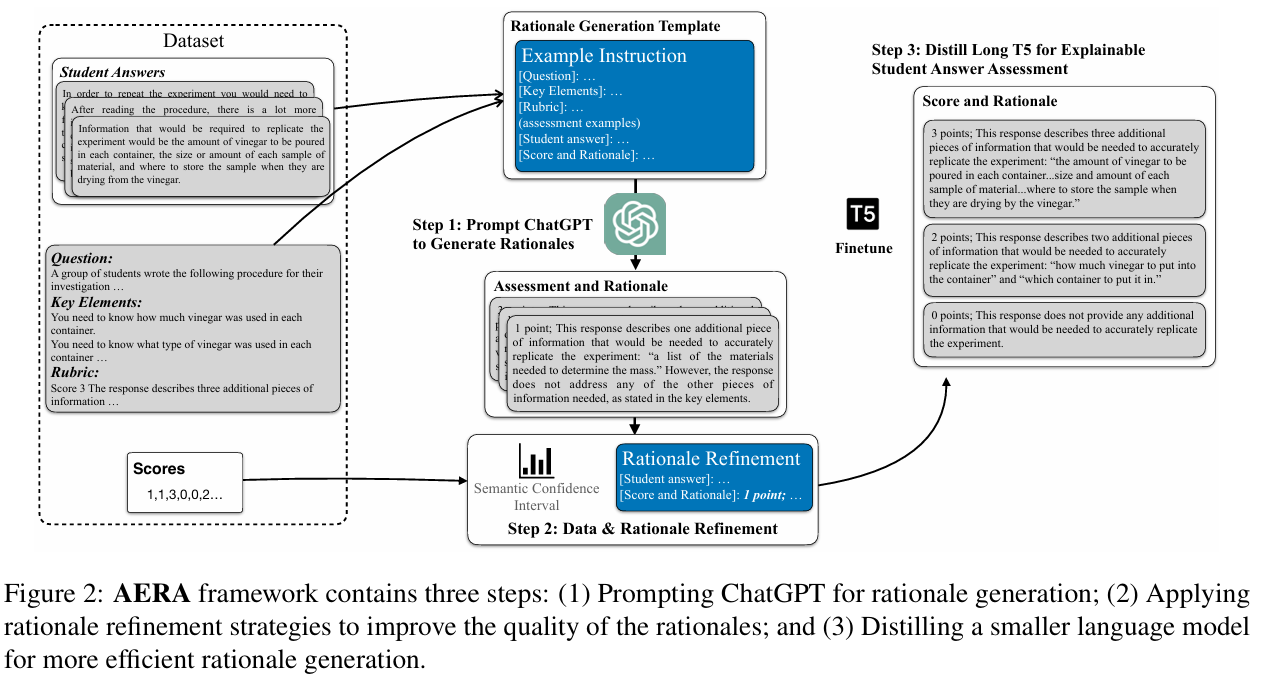 Dataset
Student Answers
In order to repeat the experiment you would need to
After reading the procedure, there is a lot more
Information that would be required to replicate the
experiment would be the amount of vinegar to be poured
in each container, the size or amount of each sample of
material, and where to store the sample when they are
drying from the vinegar.
Question:
A group of students wrote the following procedure for their
investigation …
Key Elements:
You need to know how much vinegar was used in each
container.
You need to know what type of vinegar was used in each
container …
Rubric:
Score 3 The response describes three additional pieces of
information …
Scores
1,1,3,0,0,2…
Rationale Generation Template
Example Instruction
[Question]: …
[Key Elements]: …
[Rubric]: …
(assessment examples)
[Student answer]: …
[Score and Rationale]: …
Step 1: Prompt ChatGPT
to Generate Rationales
Assessment and Rationale
1 point; This response describes one additional piece
of information that would be needed to accurately
replicate the experiment: “a list of the materials
needed to determine the mass.” However, the response
does not address any of the other pieces of
information needed, as stated in the key elements.
Semantic Confidence
Interval
Rationale Refinement
[Student answer]: …
[Score and Rationale]: 1 point; …
Step 2: Data & Rationale Refinement
Step 3: Distill Long T5 for Explainable
Student Answer Assessment
T5
Finetune
Score and Rationale
3 points; This response describes three additional
pieces of information that would be needed to accurately
replicate the experiment: “the amount of vinegar to be
poured in each container...size and amount of each
sample of material...where to store the sample when
they are drying by the vinegar.”
2 points; This response describes two additional pieces
of information that would be needed to accurately
replicate the experiment: “how much vinegar to put into
the container” and “which container to put it in.”
0 points; This response does not provide any additional
information that would be needed to accurately replicate
the experiment.
Figure 2: AERA framework contains three steps: (1) Prompting ChatGPT for rationale generation; (2) Applying
rationale refinement strategies to improve the quality of the rationales; and (3) Distilling a smaller language model
for more efficient rationale generation.